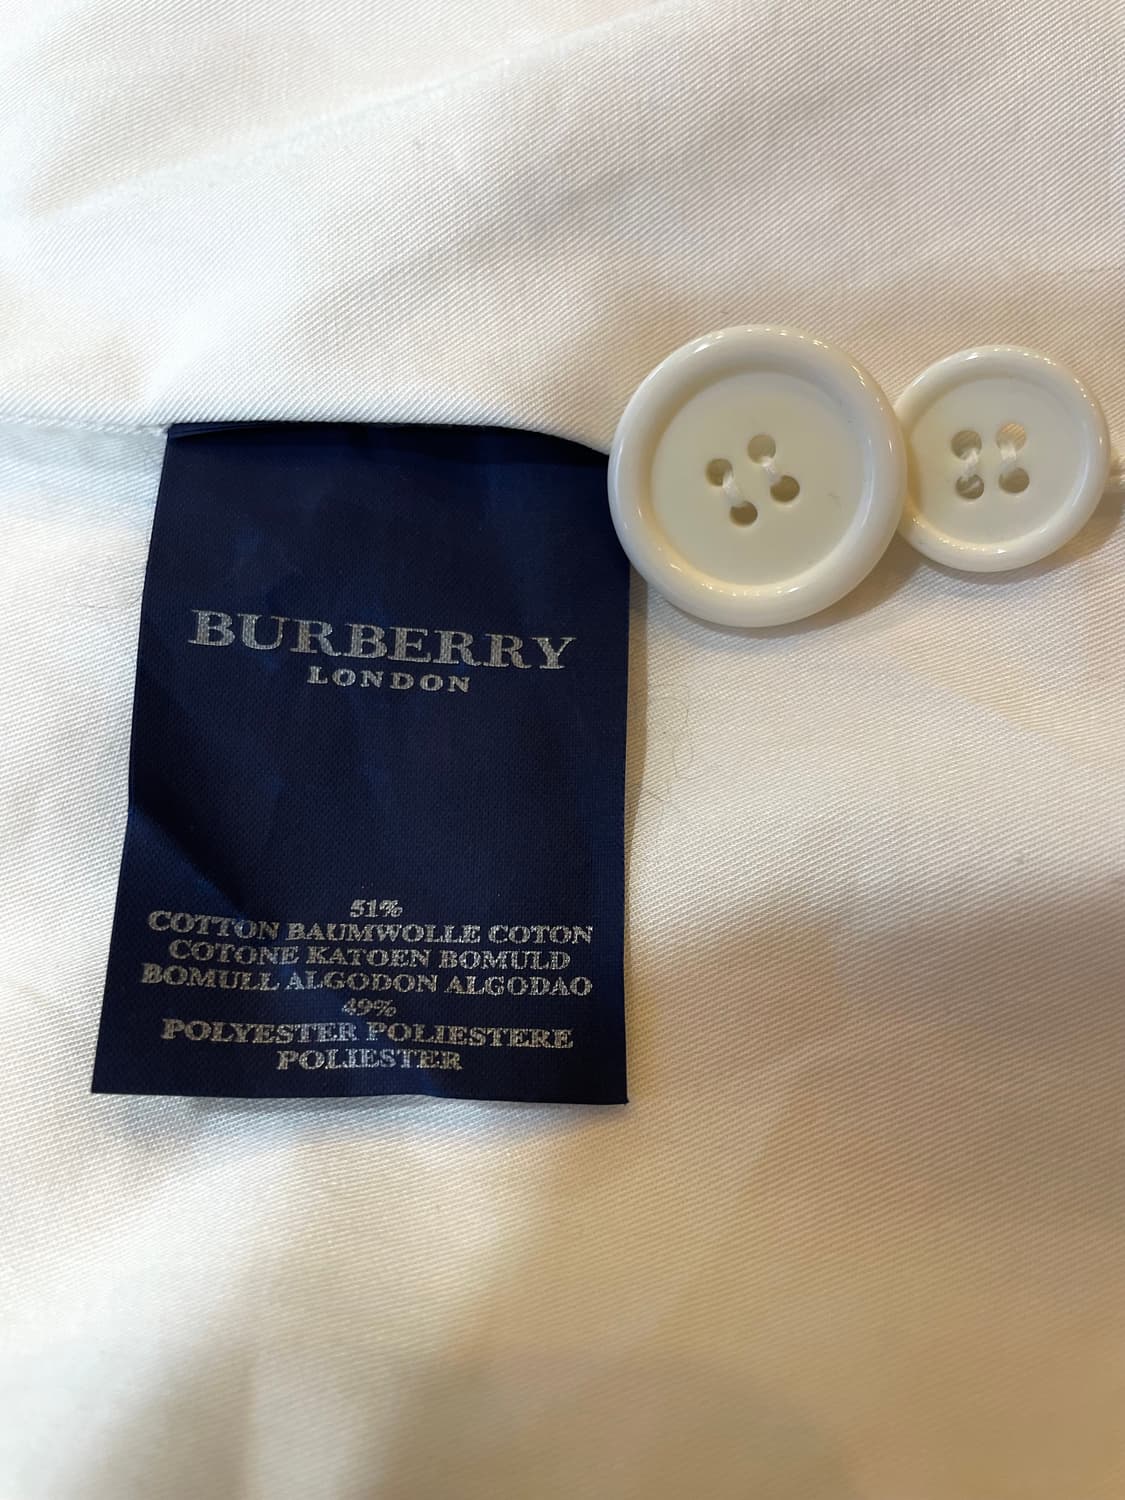 BURBERRY
LONDON
51%
COTTON BAUMWOLLE COTON
COTONE KATOEN BOMULD
BOMULL ALGODON ALGODAO
49%
POLYESTER POLIESTERE
POLIESTER